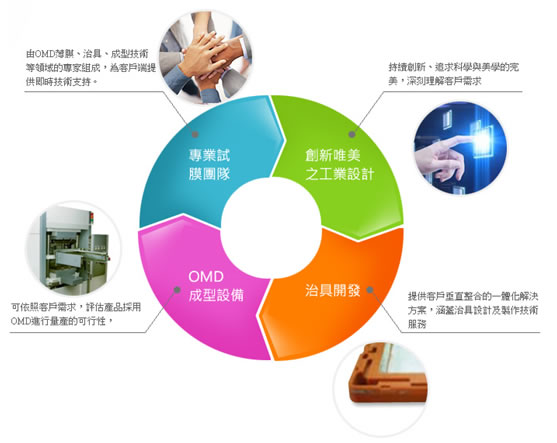 由OMD薄膜、治具、成型技術
等領域的專家組成，為客戶端提
供即時技術支持。
持續創新、追求科學與美學的完
美，深刻理解客戶需求
專業試
膜團隊
創新唯美
之工業設計
OMD
成型設備
治具開發
可依照客戶需求，評估產品採用
OMD進行量產的可行性，
提供客戶垂直整合的一體化解決
方案，涵蓋治具設計及製作技術
服務